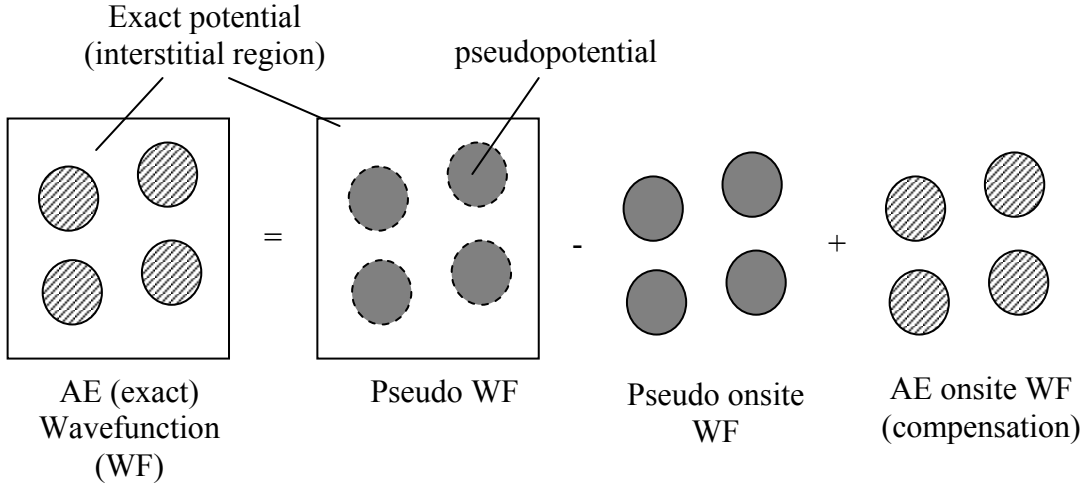 Exact potential
(interstitial region)
pseudopotential
=
-
+
AE (exact)
Wavefunction
(WF)
Pseudo WF
Pseudo onsite
WF
AE onsite WF
(compensation)